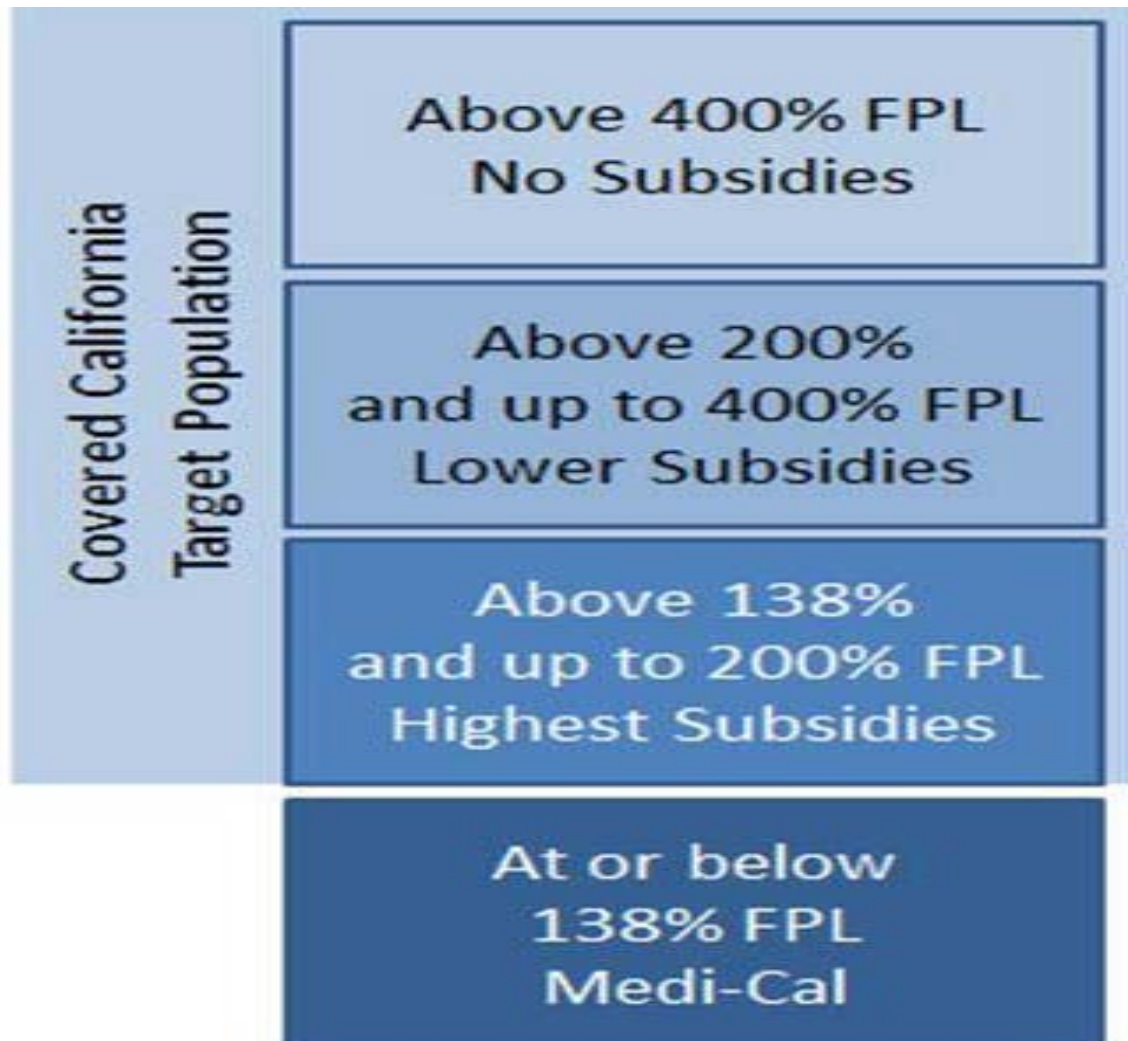 Covered California
Target Population
Above 400% FPL
No Subsidies
Above 200%
and up to 400% FPL
Lower Subsidies
Above 138%
and up to 200% FPL
Highest Subsidies
At or below
138% FPL
Medi-Cal